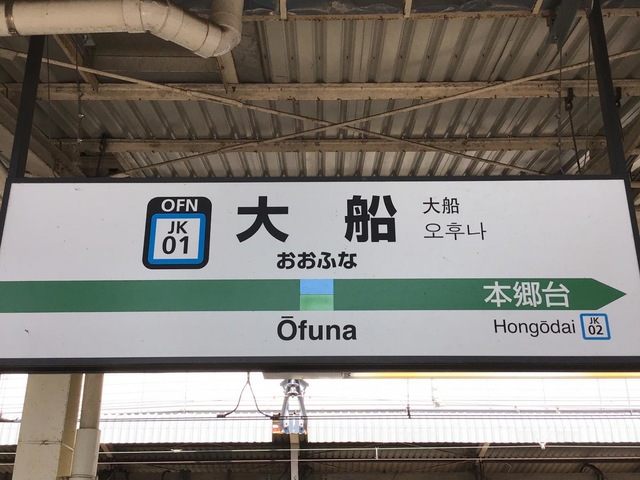 OFN
JK
01
大船
大船
오후나
おおふな
本郷台
Ōfuna
Hongōdai
JK
02